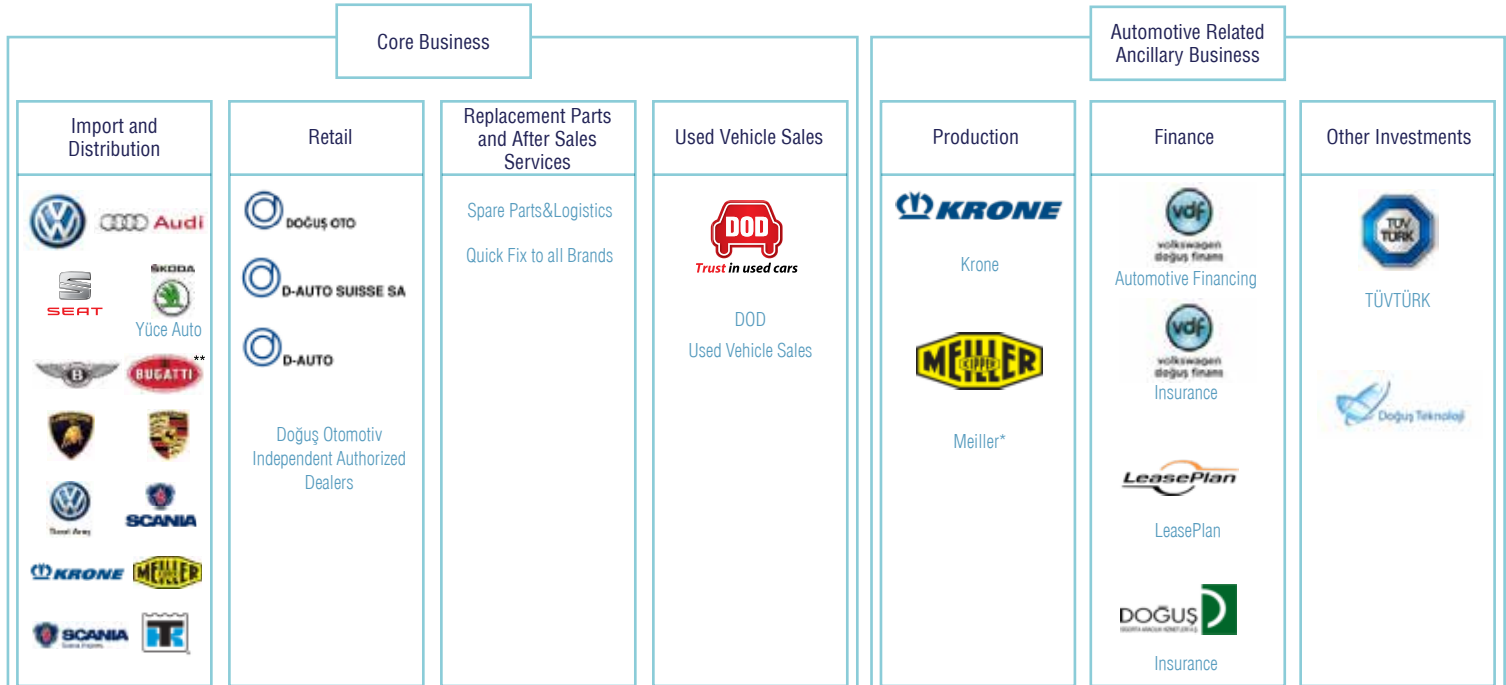 Core Business
Automotive Related
Ancillary Business
Import and
Distribution
Retail
Replacement Parts
and After Sales
Services
Used Vehicle Sales
Production
Finance
Other Investments
Audi
SEAT
ŠKODA
Yüce Auto
B
BUGATTI
**
SCANIA
KRONE
MEILLER
SCANIA
DOĞUŞ OTO
D-AUTO SUISSE SA
D-AUTO
Doğuş Otomotiv
Independent Authorized
Dealers
Spare Parts&Logistics
Quick Fix to all Brands
DOD
Trust in used cars
DOD
Used Vehicle Sales
KRONE
Krone
MEILLER
KIPPER
Meiller*
vdf
volkswagen
doğuş finans
Automotive Financing
vdf
volkswagen
doğuş finans
Insurance
LeasePlan
LeasePlan
DOĞUŞ
Insurance
TÜV
TURK
TÜVTÜRK
Doğuş Teknoloji